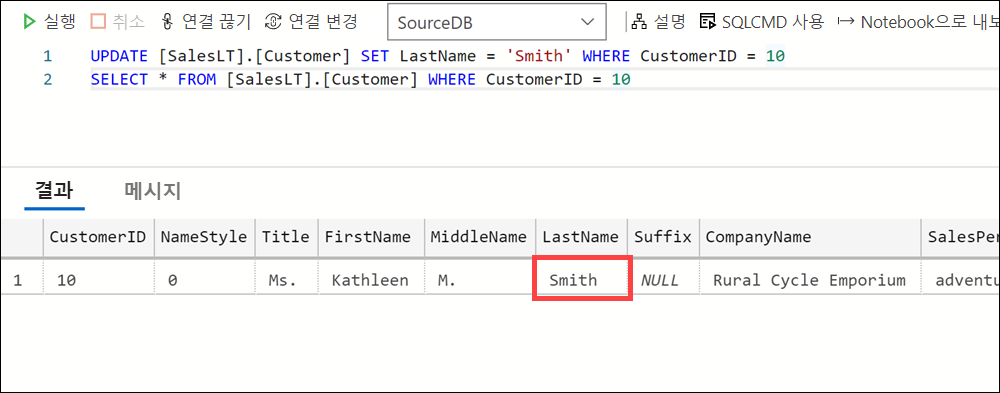 실행 취소 연결 끊기 연결 변경 SourceDB 설명 SQLCMD 사용 Notebook으로 내보
1 UPDATE [SalesLT].[Customer] SET LastName = 'Smith' WHERE CustomerID = 10
2 SELECT * FROM [SalesLT].[Customer] WHERE CustomerID = 10
결과 메시지
CustomerID NameStyle Title FirstName MiddleName LastName Suffix CompanyName SalesPer
1 10 0 Ms. Kathleen M. Smith NULL Rural Cycle Emporium adventu